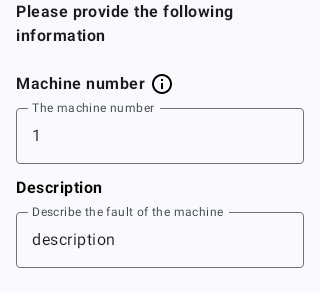 Please provide the following
information
Machine number
The machine number
1
Description
Describe the fault of the machine
description